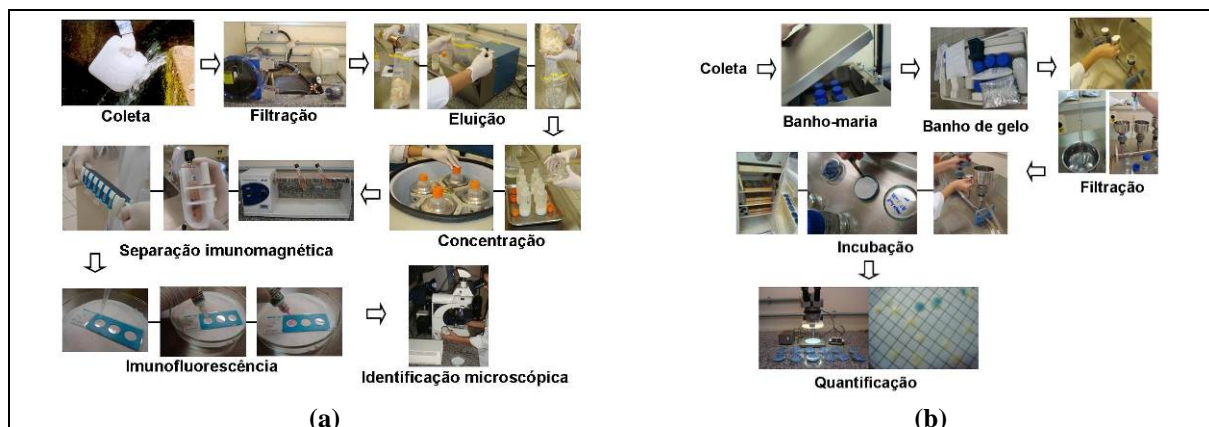 Coleta
Filtração
Eluição
Concentração
Separação imunomagnética
Imunofluorescência
Identificação microscópica
(a)
Coleta
Banho-maria
Banho de gelo
Filtração
Incubação
Quantificação
(b)